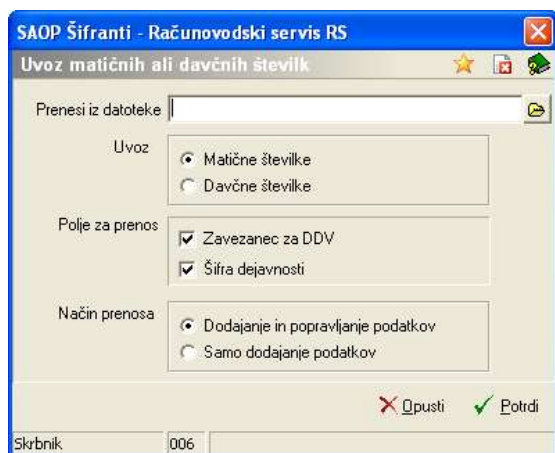 SAOP Šifranti - Računovodski servis RS
Uvoz matičnih ali davčnih številk
Prenesi iz datoteke
Uvoz
Matične številke
Davčne številke
Polje za prenos
Zavezanec za DDV
Šifra dejavnosti
Način prenosa
Dodajanje in popravljanje podatkov
Samo dodajanje podatkov
Opusti
Potrdi
Skrbnik 006